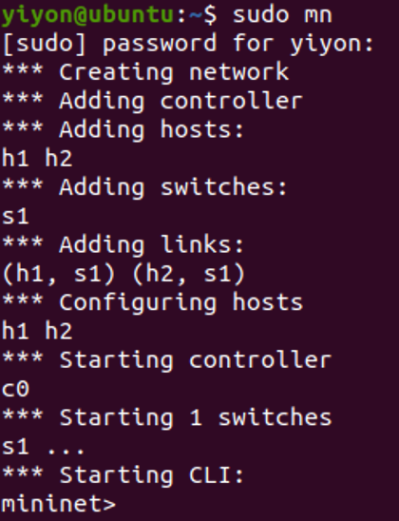 yiyon@ubuntu:~$ sudo mn
[sudo] password for yiyon:
*** Creating network
*** Adding controller
*** Adding hosts:
h1 h2
*** Adding switches:
s1
*** Adding links:
(h1, s1) (h2, s1)
*** Configuring hosts
h1 h2
*** Starting controller
c0
*** Starting 1 switches
s1 ...
*** Starting CLI:
mininet>